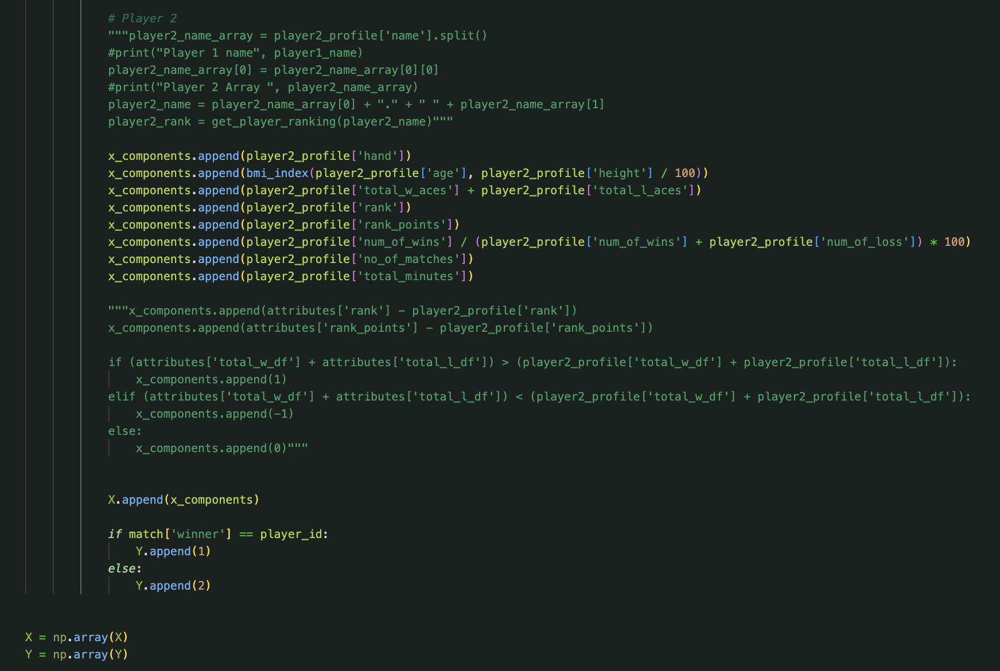 # Player 2
"""player2_name_array = player2_profile['name'].split()
#print("Player 1 name", player1_name)
player2_name_array[0] = player2_name_array[0][0]
#print("Player 2 Array ", player2_name_array)
player2_name = player2_name_array[0] + "." + " " + player2_name_array[1]
player2_rank = get_player_ranking(player2_name)"""

x_components.append(player2_profile['hand'])
x_components.append(bmi_index(player2_profile['age'], player2_profile['height'] / 100))
x_components.append(player2_profile['total_w_aces'] + player2_profile['total_l_aces'])
x_components.append(player2_profile['rank'])
x_components.append(player2_profile['rank_points'])
x_components.append(player2_profile['num_of_wins'] / (player2_profile['num_of_wins'] + player2_profile['num_of_loss']) * 100)
x_components.append(player2_profile['no_of_matches'])
x_components.append(player2_profile['total_minutes'])

"""x_components.append(attributes['rank'] - player2_profile['rank'])
x_components.append(attributes['rank_points'] - player2_profile['rank_points'])

if (attributes['total_w_df'] + attributes['total_l_df']) > (player2_profile['total_w_df'] + player2_profile['total_l_df']):
    x_components.append(1)
elif (attributes['total_w_df'] + attributes['total_l_df']) < (player2_profile['total_w_df'] + player2_profile['total_l_df']):
    x_components.append(-1)
else:
    x_components.append(0)"""

X.append(x_components)

if match['winner'] == player_id:
    Y.append(1)
else:
    Y.append(2)

X = np.array(X)
Y = np.array(Y)